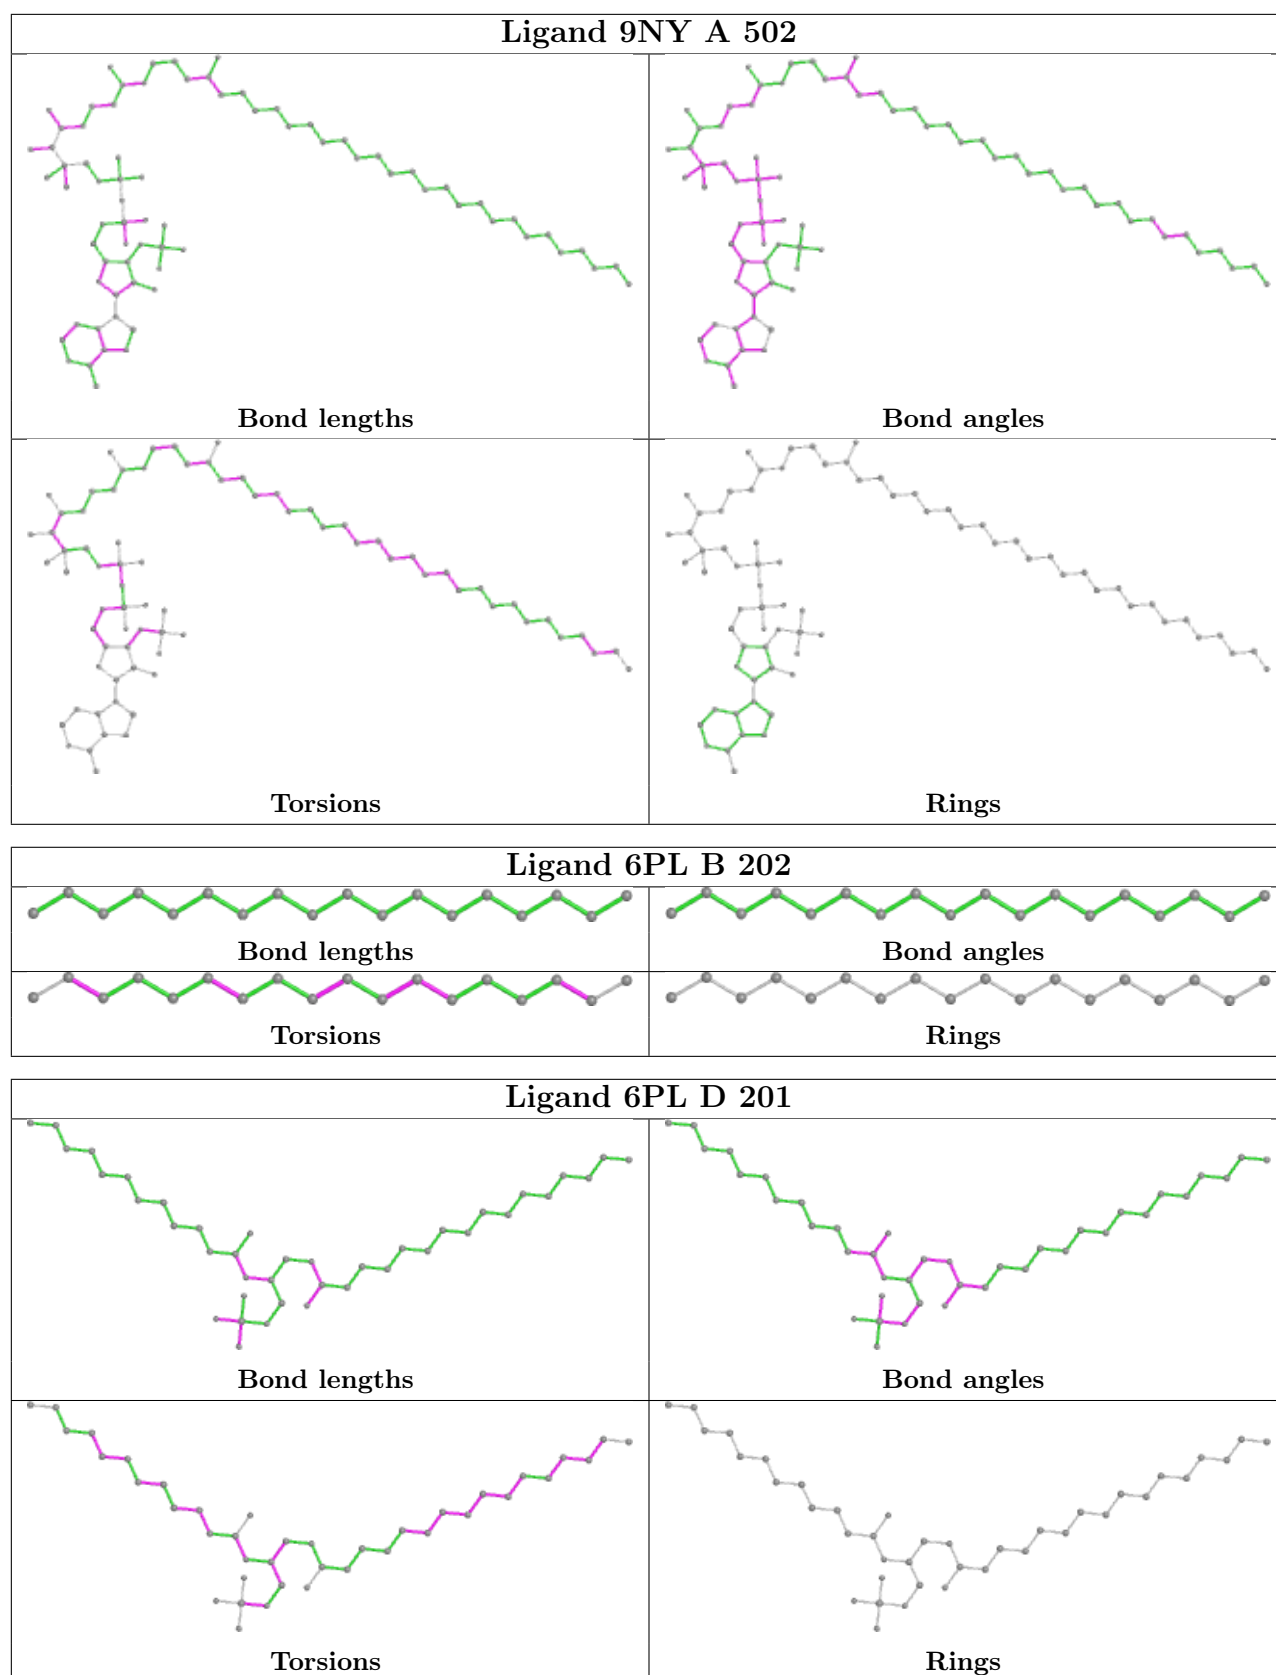 Ligand 9NY A 502
Bond lengths
Bond angles
Torsions
Rings
Ligand 6PL B 202
Bond lengths
Bond angles
Torsions
Rings
Ligand 6PL D 201
Bond lengths
Bond angles
Torsions
Rings